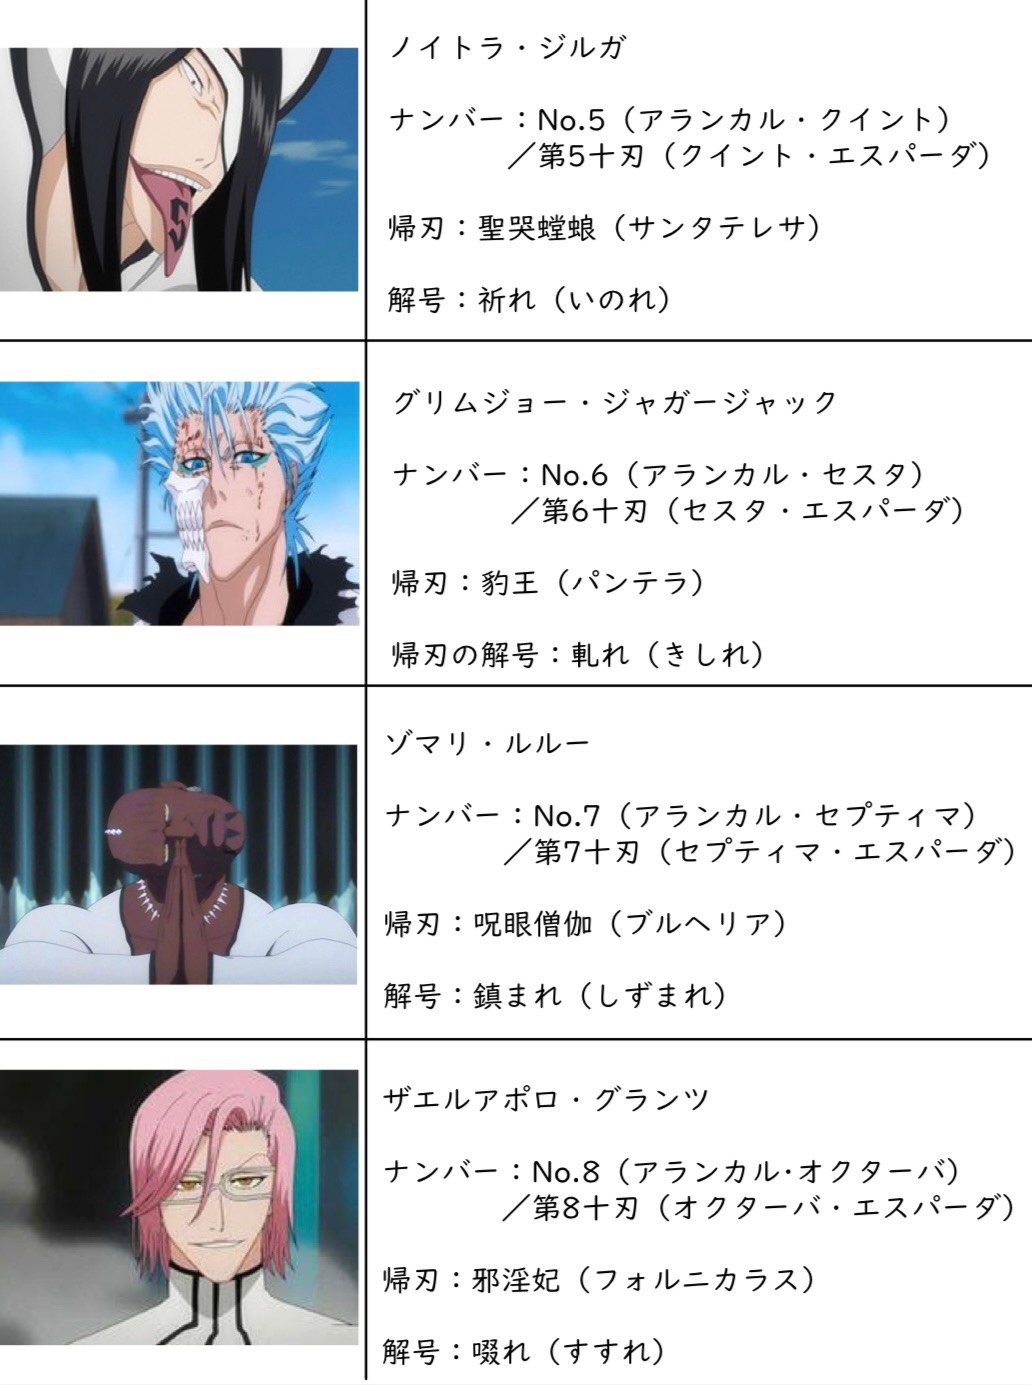 ノイトラ・ジルガ
ナンバー：No.5（アランカル・クイント）
／第5十刃（クイント・エスパーダ）
帰刃：聖哭螳蜋（サンタテレサ）
解号：祈れ（いのれ）
5
グリムジョー・ジャガージャック
ナンバー：No.6（アランカル・セスタ）
／第6十刃（セスタ・エスパーダ）
帰刃：豹王（パンテラ）
帰刃の解号：軋れ（きしれ）
ゾマリ・ルルー
ナンバー：No.7（アランカル・セプティマ）
／第7十刃（セプティマ・エスパーダ）
帰刃：呪眼僧伽（ブルヘリア）
解号：鎮まれ（しずまれ）
ザエルアポロ・グランツ
ナンバー：No.8（アランカル･オクターバ）
／第8十刃（オクターバ・エスパーダ）
帰刃：邪淫妃（フォルニカラス）
解号：啜れ（すすれ）